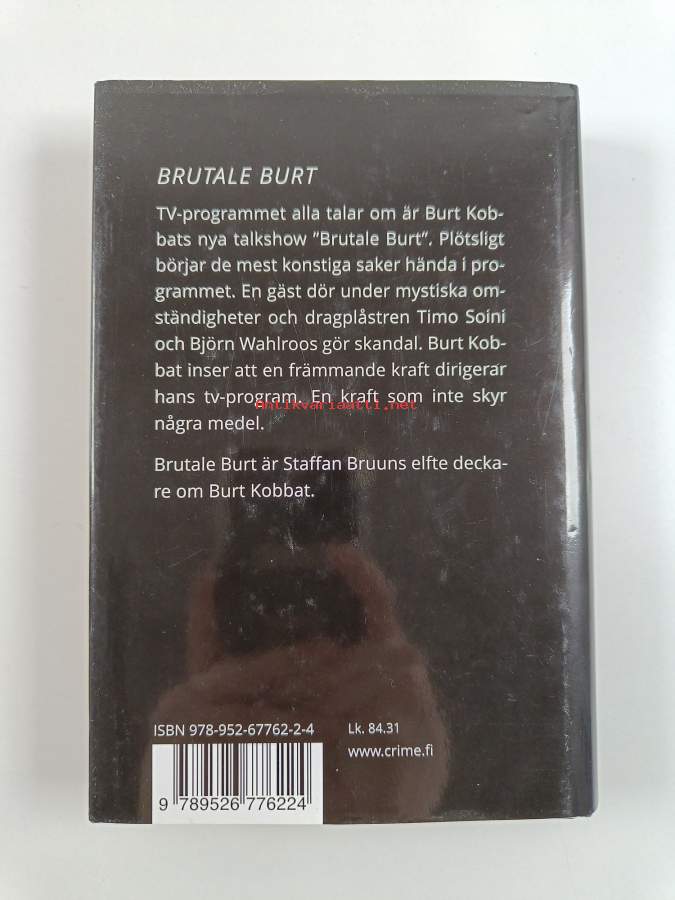 BRUTALE BURT
TV-programmet alla talar om är Burt Kob-
bats nya talkshow ”Brutale Burt”. Plötsligt
börjar de mest konstiga saker hända i pro-
grammet. En gäst dör under mystiska om-
ständigheter och dragplåstren Timo Soini
och Björn Wahlroos gör skandal. Burt Kob-
bat inser att en främmande kraft dirigerar
hans tv-program. En kraft som inte skyr
antikvariaatti.net
några medel.
Brutale Burt är Staffan Bruuns elfte decka-
re om Burt Kobbat.
ISBN 978-952-67762-2-4
Lk. 84.31
www.crime.fi
9 789526 776224